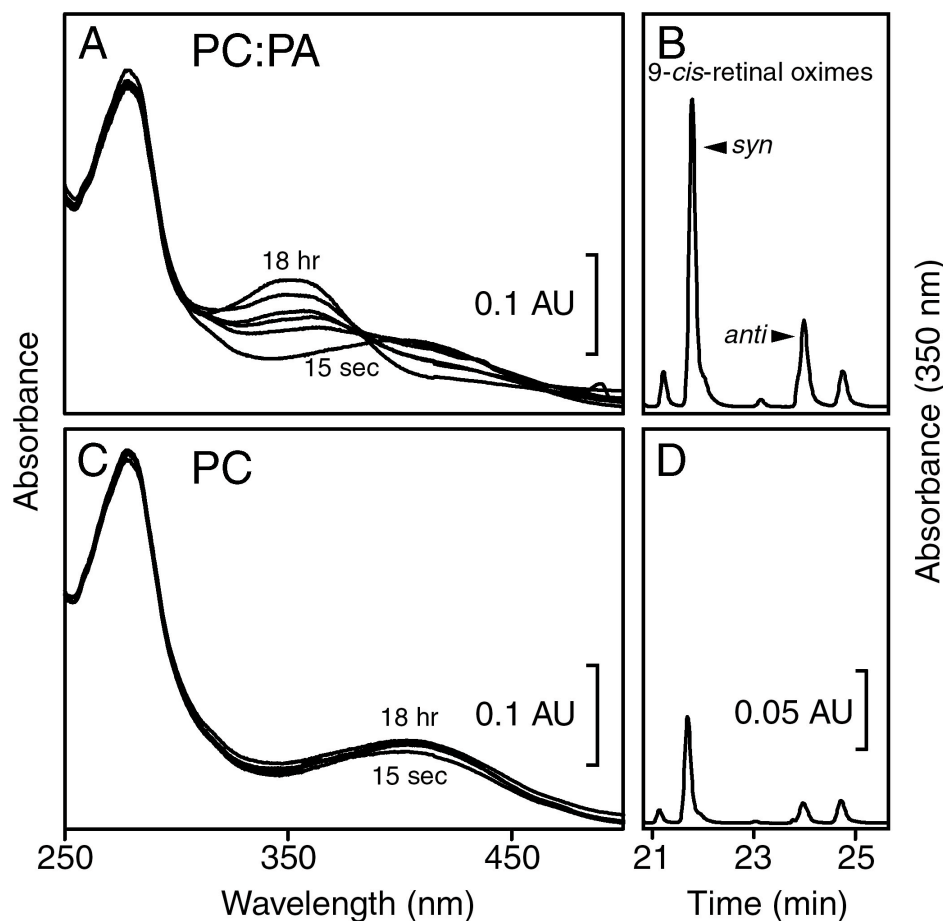 A
PC:PA
18 hr
15 sec
0.1 AU
B
9-cis-retinal oximes
syn
anti
Absorbance
Absorbance (350 nm)
C
PC
18 hr
15 sec
0.1 AU
D
0.05 AU
250
350
450
21
23
25
Wavelength (nm)
Time (min)